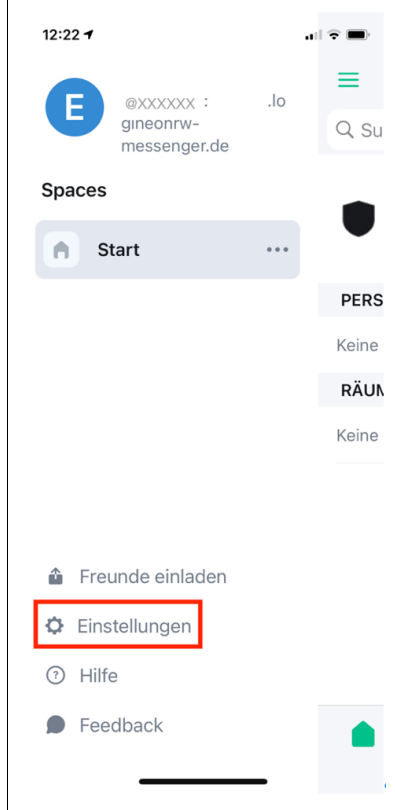 12:22
E
@XXXXXX : .lo
gineonrw-
messenger.de
Spaces
Start
Freunde einladen
Einstellungen
Hilfe
Feedback
Su
PERS
Keine
RÄUM
Keine